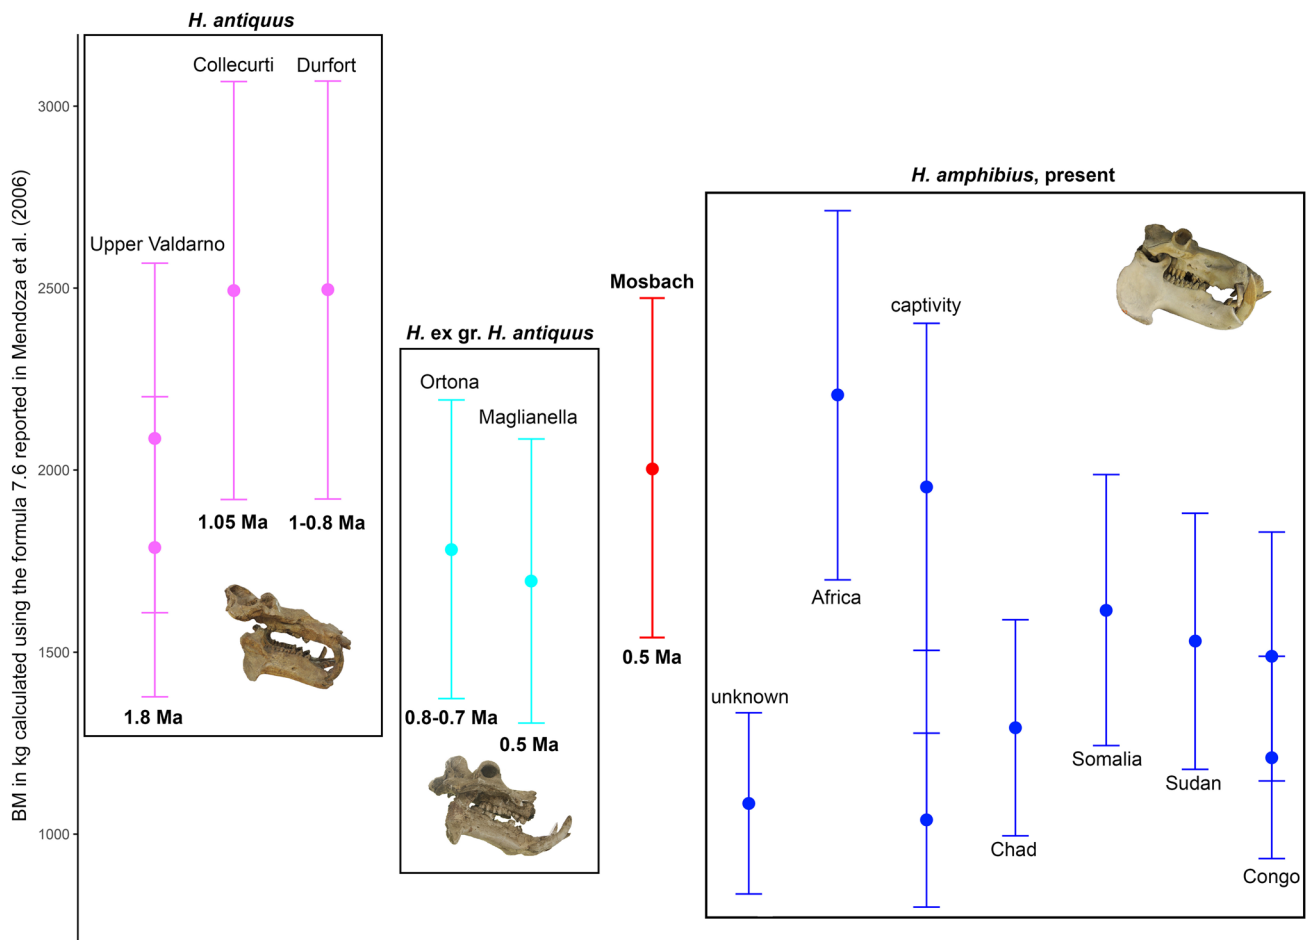 H. antiquus
Collecurti
Durfort
3000
BM in kg calculated using the formula 7.6 reported in Mendoza et al. (2006)
H. amphibius, present
Upper Valdarno
2500
Mosbach
captivity
H. ex gr. H. antiquus
Ortona
Maglianella
2000
1.05 Ma
1-0.8 Ma
Africa
1500
0.5 Ma
unknown
1.8 Ma
0.8-0.7 Ma
0.5 Ma
Somalia
Sudan
1000
Chad
Congo